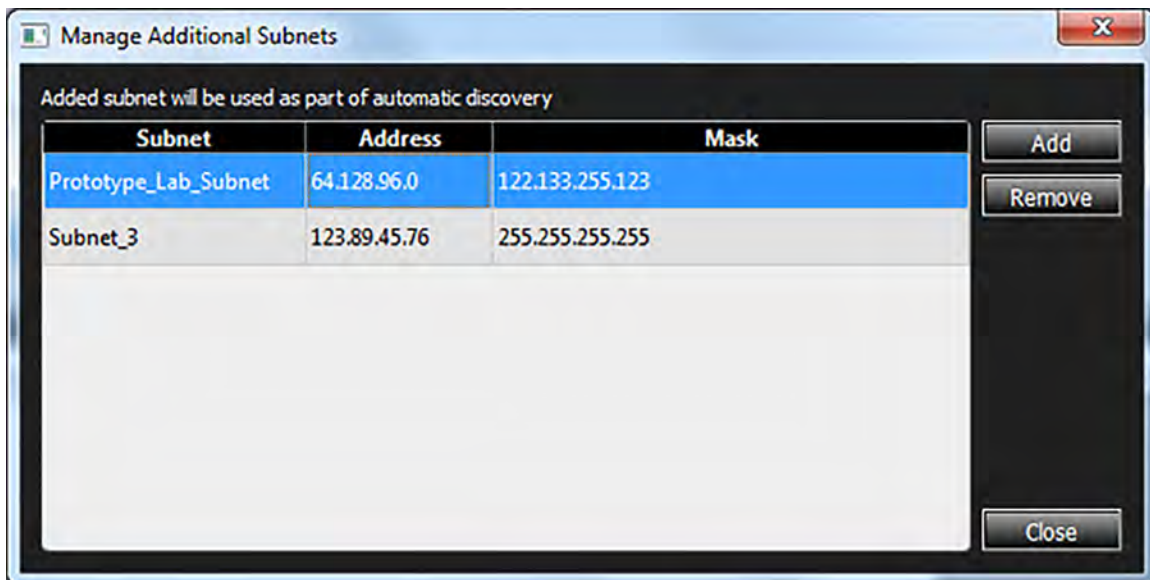 Manage Additional Subnets
Added subnet will be used as part of automatic discovery
Subnet Address Mask
Prototype_Lab_Subnet 64.128.96.0 122.133.255.123
Subnet_3 123.89.45.76 255.255.255.255
Add
Remove
Close